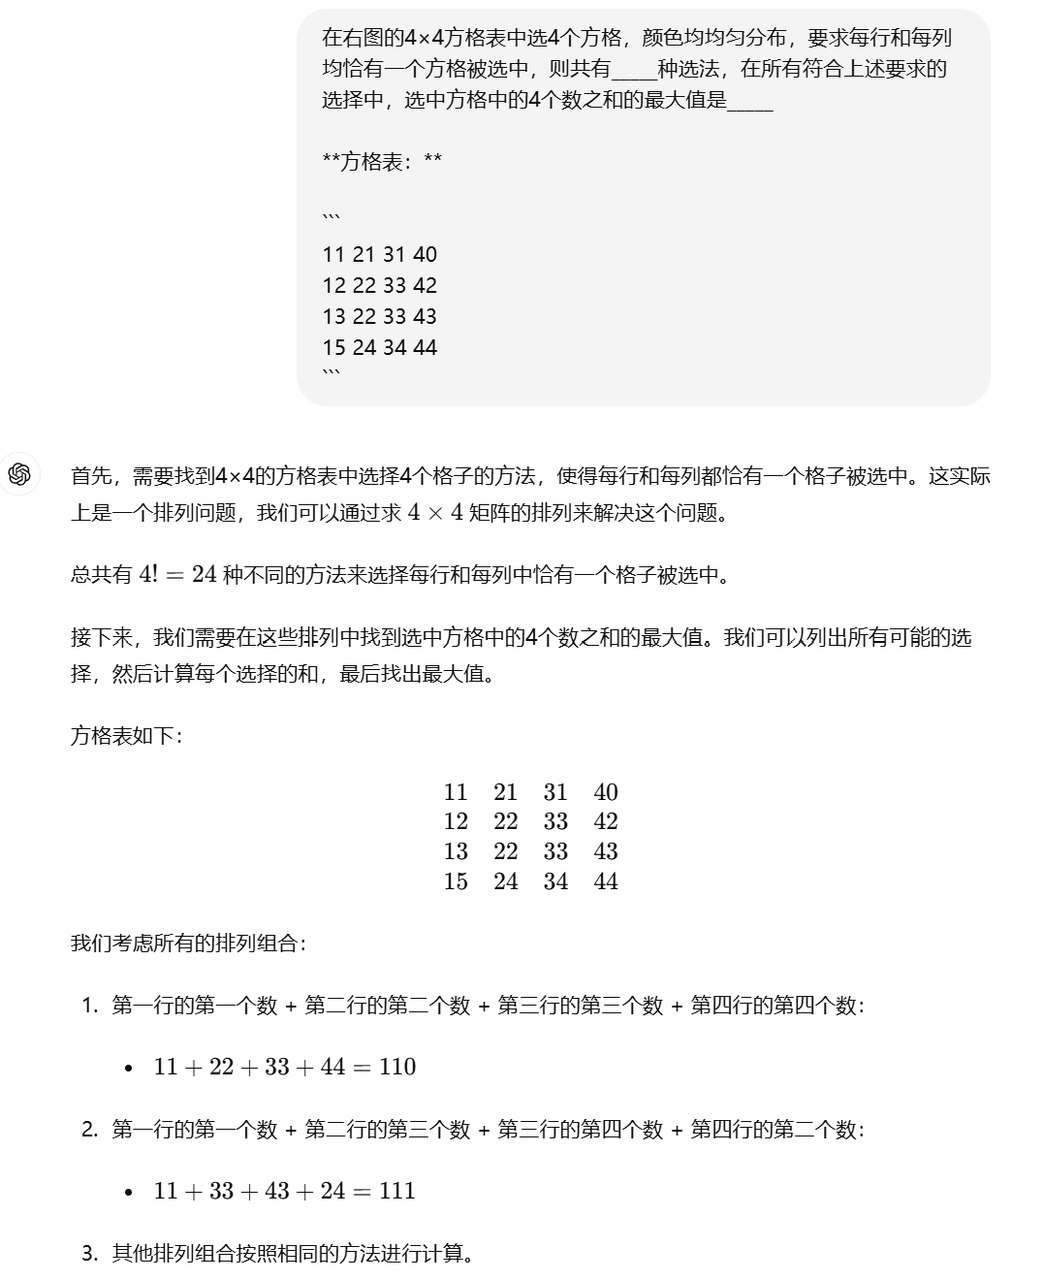 在右图的4×4方格表中选4个方格，颜色均均匀分布，要求每行和每列
均恰有一个方格被选中，则共有____种选法，在所有符合上述要求的
选择中，选中方格中的4个数之和的最大值是____
**方格表：**
```
11 21 31 40
12 22 33 42
13 22 33 43
15 24 34 44
```
首先，需要找到4×4的方格表中选择4个格子的方法，使得每行和每列都恰有一个格子被选中。这实际
上是一个排列问题，我们可以通过求 4 × 4 矩阵的排列来解决这个问题。
总共有 4! = 24 种不同的方法来选择每行和每列中恰有一个格子被选中。
接下来，我们需要在这些排列中找到选中方格中的4个数之和的最大值。我们可以列出所有可能的选
择，然后计算每个选择的和，最后找出最大值。
方格表如下：
11 21 31 40
12 22 33 42
13 22 33 43
15 24 34 44
我们考虑所有的排列组合：
1. 第一行的第一个数 + 第二行的第二个数 + 第三行的第三个数 + 第四行的第四个数：
• 11 + 22 + 33 + 44 = 110
2. 第一行的第一个数 + 第二行的第三个数 + 第三行的第四个数 + 第四行的第二个数：
• 11 + 33 + 43 + 24 = 111
3. 其他排列组合按照相同的方法进行计算。